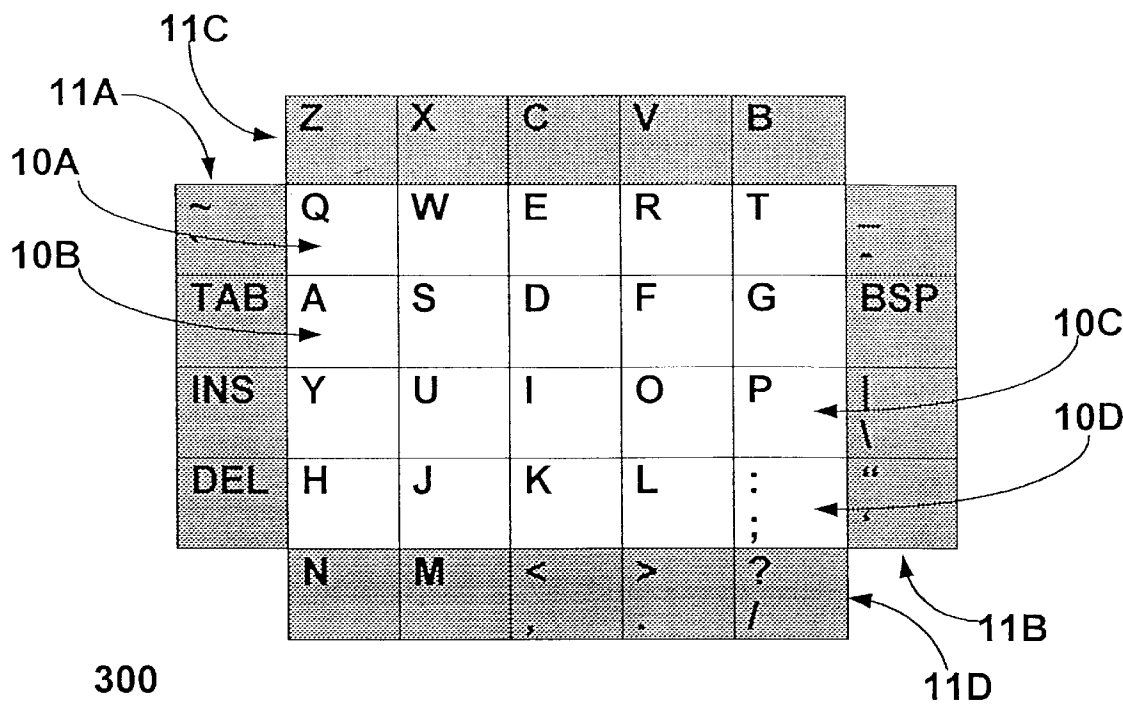 11C
11A
Z X C V B
10A
~ Q W E R T _
` -
10B
TAB A S D F G BSP
10C
INS Y U I O P |
\
10D
DEL H J K L : “
; ‘
N M < > ?
, . /
11B
300
11D